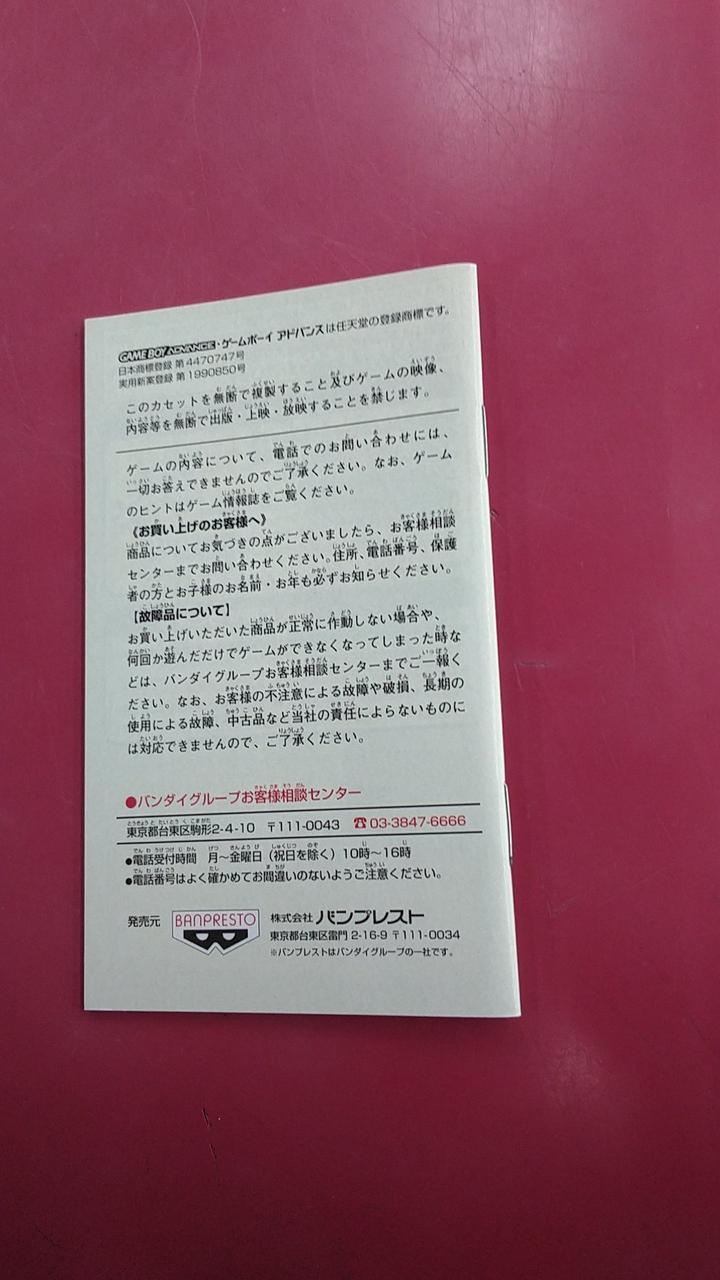 GAME BOY ADVANCE・ゲームボーイ アドバンスは任天堂の登録商標です。
日本商標登録 第4470747号
実用新案登録 第1990850号
このカセットを無断で複製すること及びゲームの映像、
内容等を無断で出版・上映・放映することを禁じます。
ゲームの内容について、電話でのお問い合わせには、
一切お答えできませんのでご了承ください。なお、ゲーム
のヒントはゲーム情報誌をご覧ください。
《お買い上げのお客様へ》
商品についてお気づきの点がございましたら、お客様相談
センターまでお問い合わせください。住所、電話番号、保護
者の方とお子様のお名前・お年も必ずお知らせください。
【故障品について】
お買い上げいただいた商品が正常に作動しない場合や、
何回か遊んだだけでゲームができなくなってしまった時な
どは、バンダイグループお客様相談センターまでご一報く
ださい。なお、お客様の不注意による故障や破損、長期の
使用による故障、中古品など当社の責任によらないものに
は対応できませんので、ご了承ください。
●バンダイグループお客様相談センター
東京都台東区駒形2-4-10 〒111-0043 ☎03-3847-6666
●電話受付時間 月〜金曜日（祝日を除く）10時〜16時
●電話番号はよく確かめてお間違いのないようご注意ください。
発売元 BANPRESTO 株式会社 バンプレスト
東京都台東区雷門 2-16-9 〒111-0034
※バンプレストはバンダイグループの一社です。